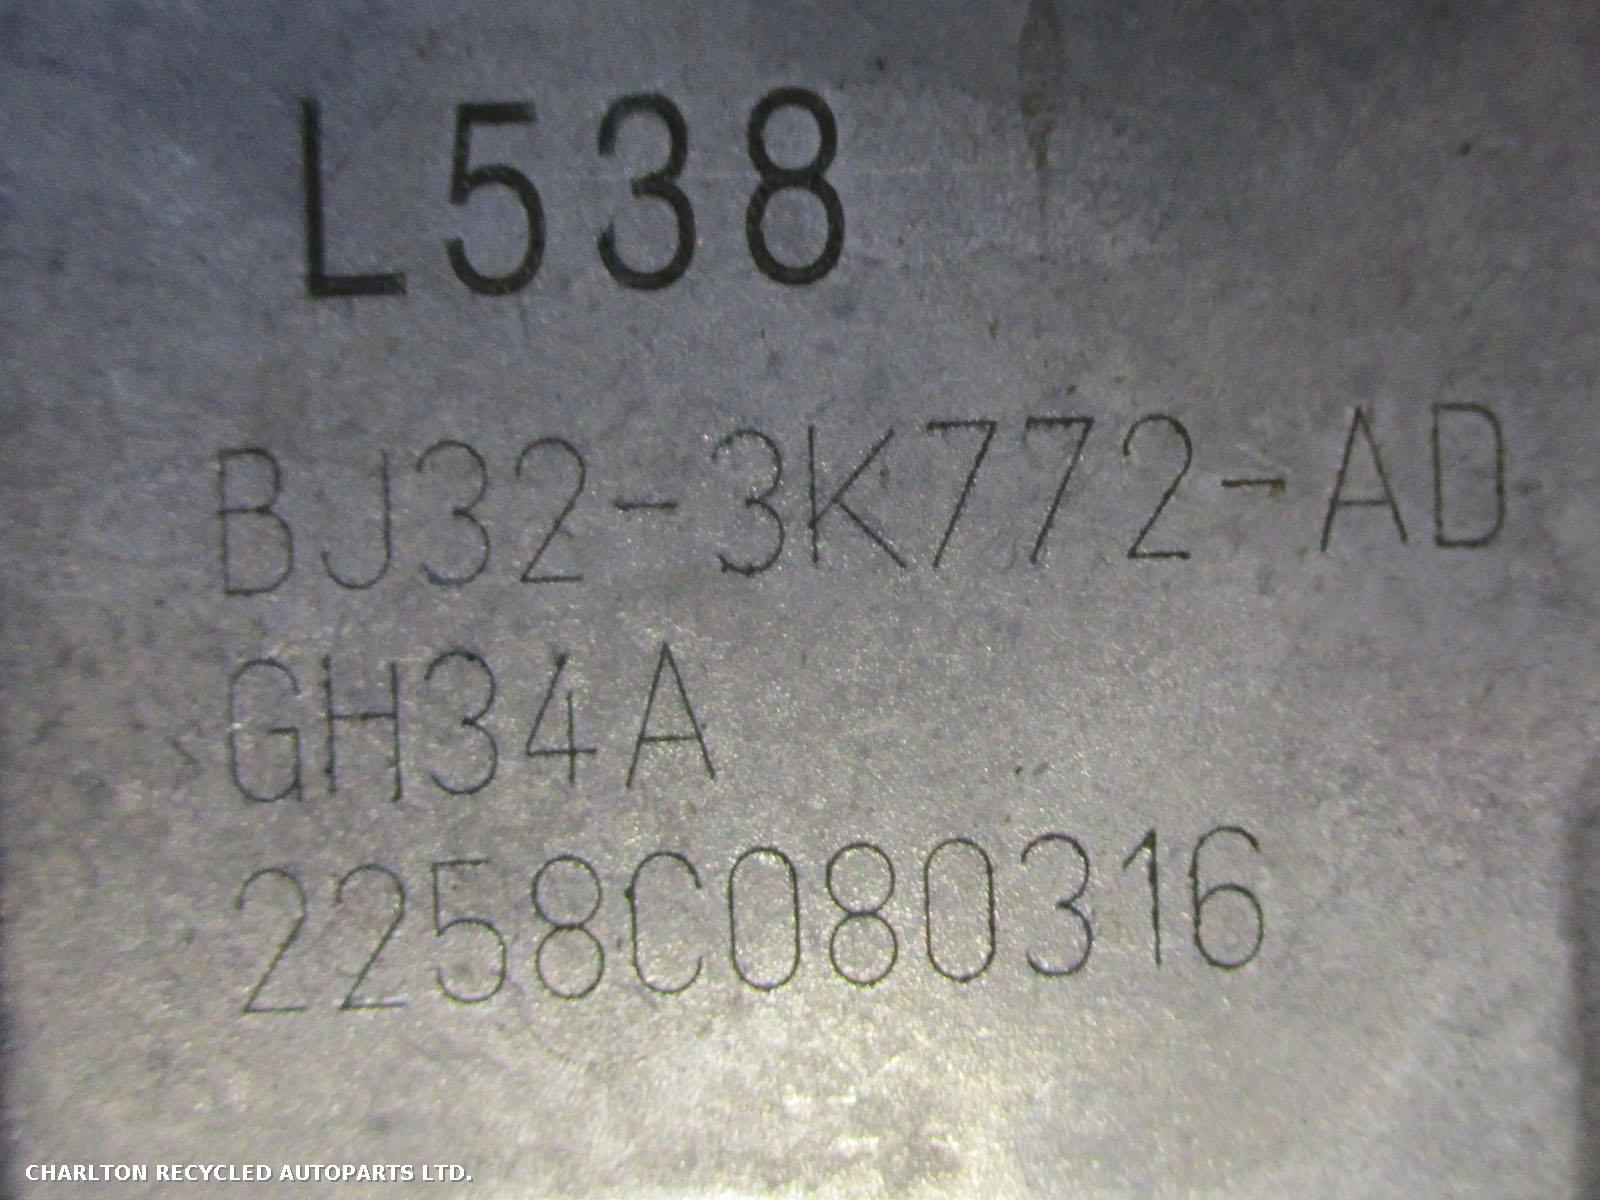 L538
BJ32-3K772-AD
GH34A
2258C080316
CHARLTON RECYCLED AUTOPARTS LTD.